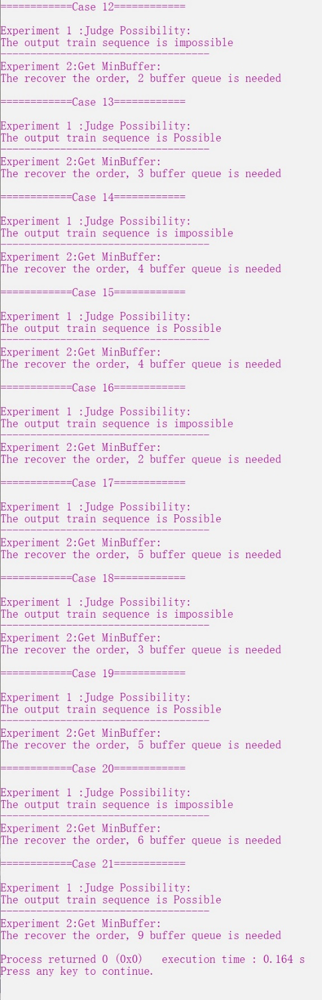 ============Case 12============
Experiment 1 :Judge Possibility:
The output train sequence is impossible
-----------------------------------
Experiment 2:Get MinBuffer:
The recover the order, 2 buffer queue is needed
============Case 13============
Experiment 1 :Judge Possibility:
The output train sequence is Possible
-----------------------------------
Experiment 2:Get MinBuffer:
The recover the order, 3 buffer queue is needed
============Case 14============
Experiment 1 :Judge Possibility:
The output train sequence is impossible
-----------------------------------
Experiment 2:Get MinBuffer:
The recover the order, 4 buffer queue is needed
============Case 15============
Experiment 1 :Judge Possibility:
The output train sequence is Possible
-----------------------------------
Experiment 2:Get MinBuffer:
The recover the order, 4 buffer queue is needed
============Case 16============
Experiment 1 :Judge Possibility:
The output train sequence is impossible
-----------------------------------
Experiment 2:Get MinBuffer:
The recover the order, 2 buffer queue is needed
============Case 17============
Experiment 1 :Judge Possibility:
The output train sequence is Possible
-----------------------------------
Experiment 2:Get MinBuffer:
The recover the order, 5 buffer queue is needed
============Case 18============
Experiment 1 :Judge Possibility:
The output train sequence is impossible
-----------------------------------
Experiment 2:Get MinBuffer:
The recover the order, 3 buffer queue is needed
============Case 19============
Experiment 1 :Judge Possibility:
The output train sequence is Possible
-----------------------------------
Experiment 2:Get MinBuffer:
The recover the order, 5 buffer queue is needed
============Case 20============
Experiment 1 :Judge Possibility:
The output train sequence is impossible
-----------------------------------
Experiment 2:Get MinBuffer:
The recover the order, 6 buffer queue is needed
============Case 21============
Experiment 1 :Judge Possibility:
The output train sequence is Possible
-----------------------------------
Experiment 2:Get MinBuffer:
The recover the order, 9 buffer queue is needed
Process returned 0 (0x0)   execution time : 0.164 s
Press any key to continue.